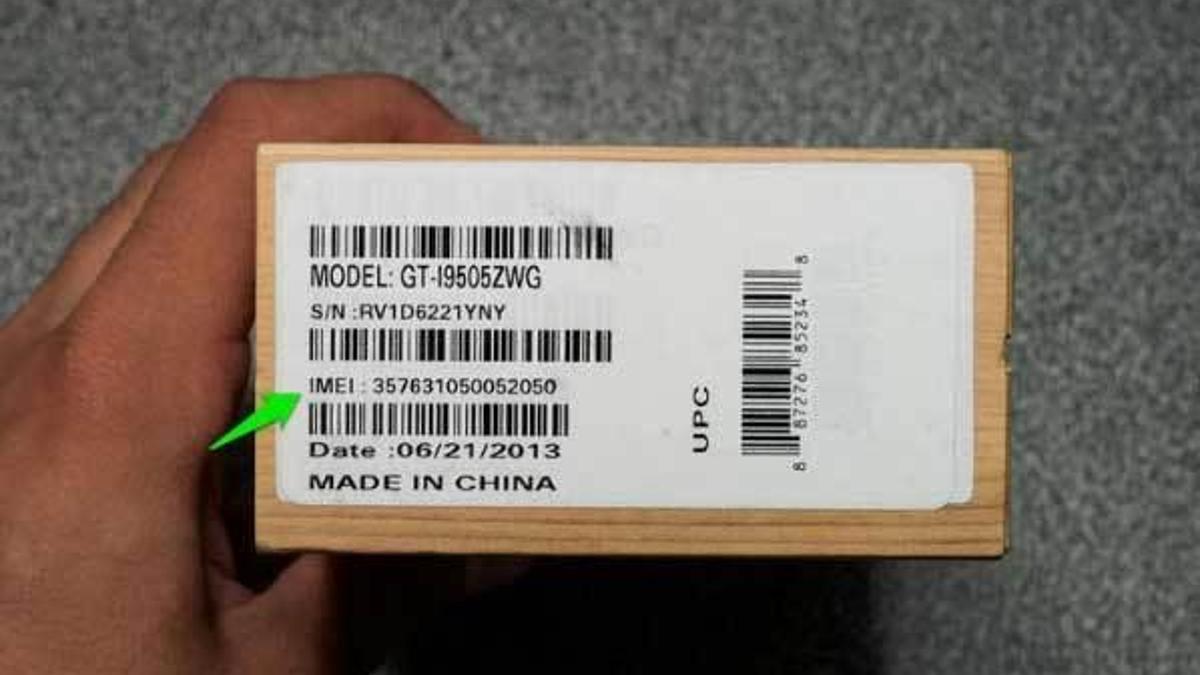 MODEL: GT-I9505ZWG
S/N :RV1D6221YNY
IMEI : 357631050052050
Date :06/21/2013
MADE IN CHINA
UPC
8 87276 85234 8